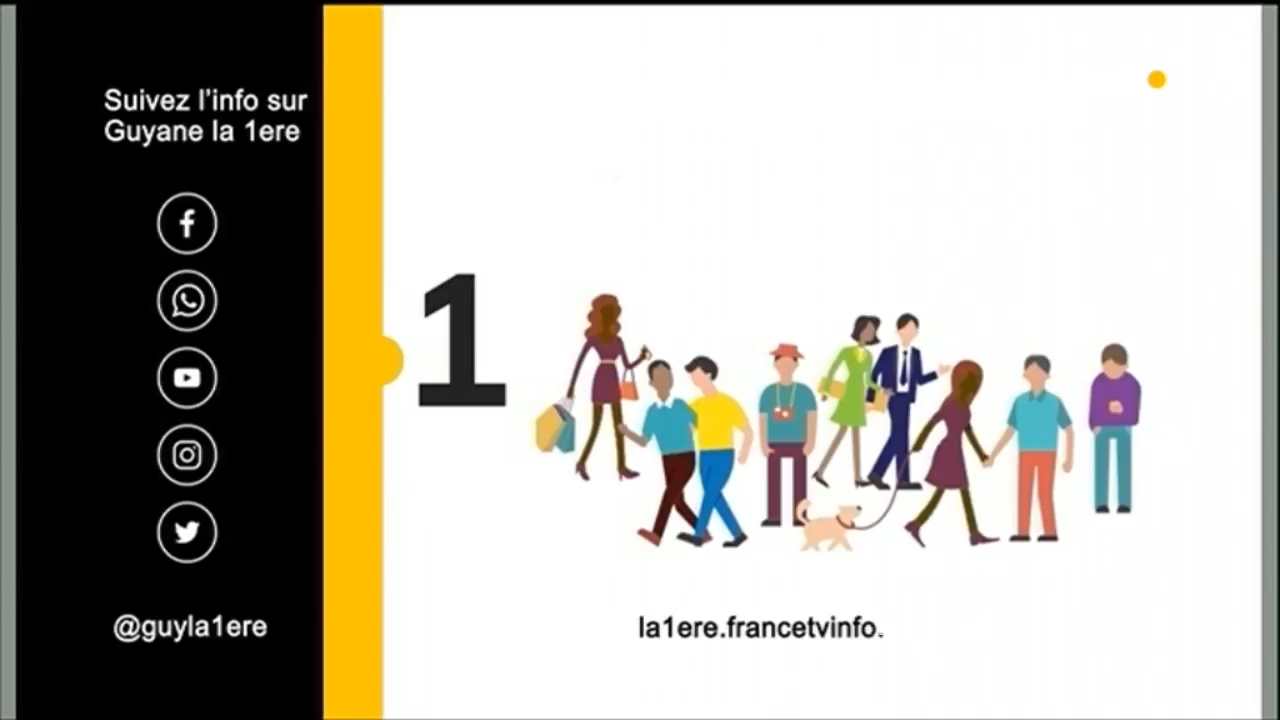 Suivez l'info sur
Guyane la 1ere
@guyla1ere
1
la1ere.francetvinfo.